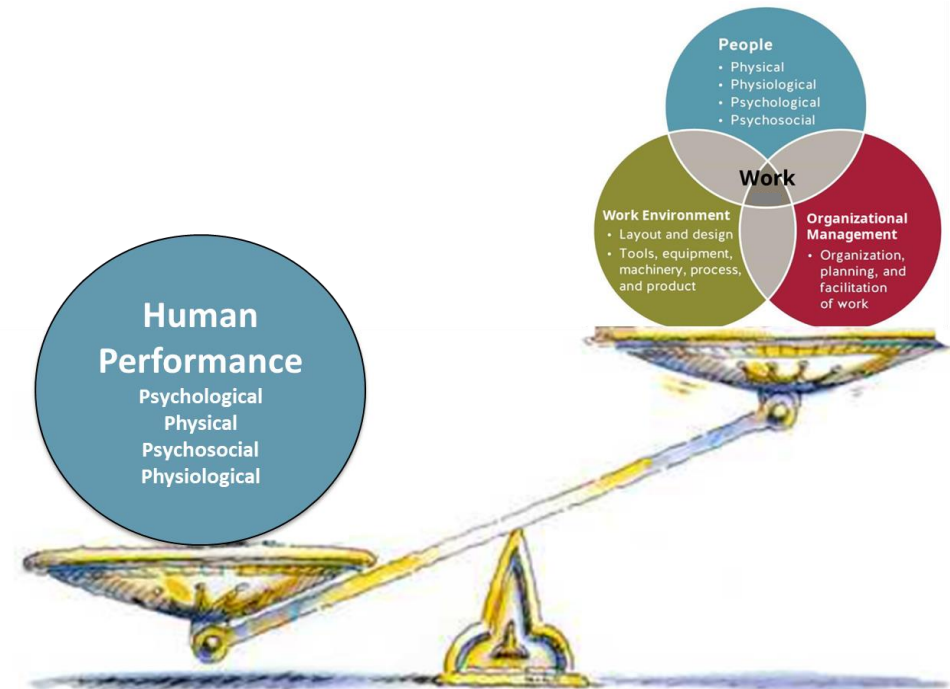 People
• Physical
• Physiological
• Psychological
• Psychosocial
Work
Work Environment
• Layout and design
• Tools, equipment,
machinery, process,
and product
Organizational
Management
• Organization,
planning, and
facilitation
of work
Human
Performance
Psychological
Physical
Psychosocial
Physiological